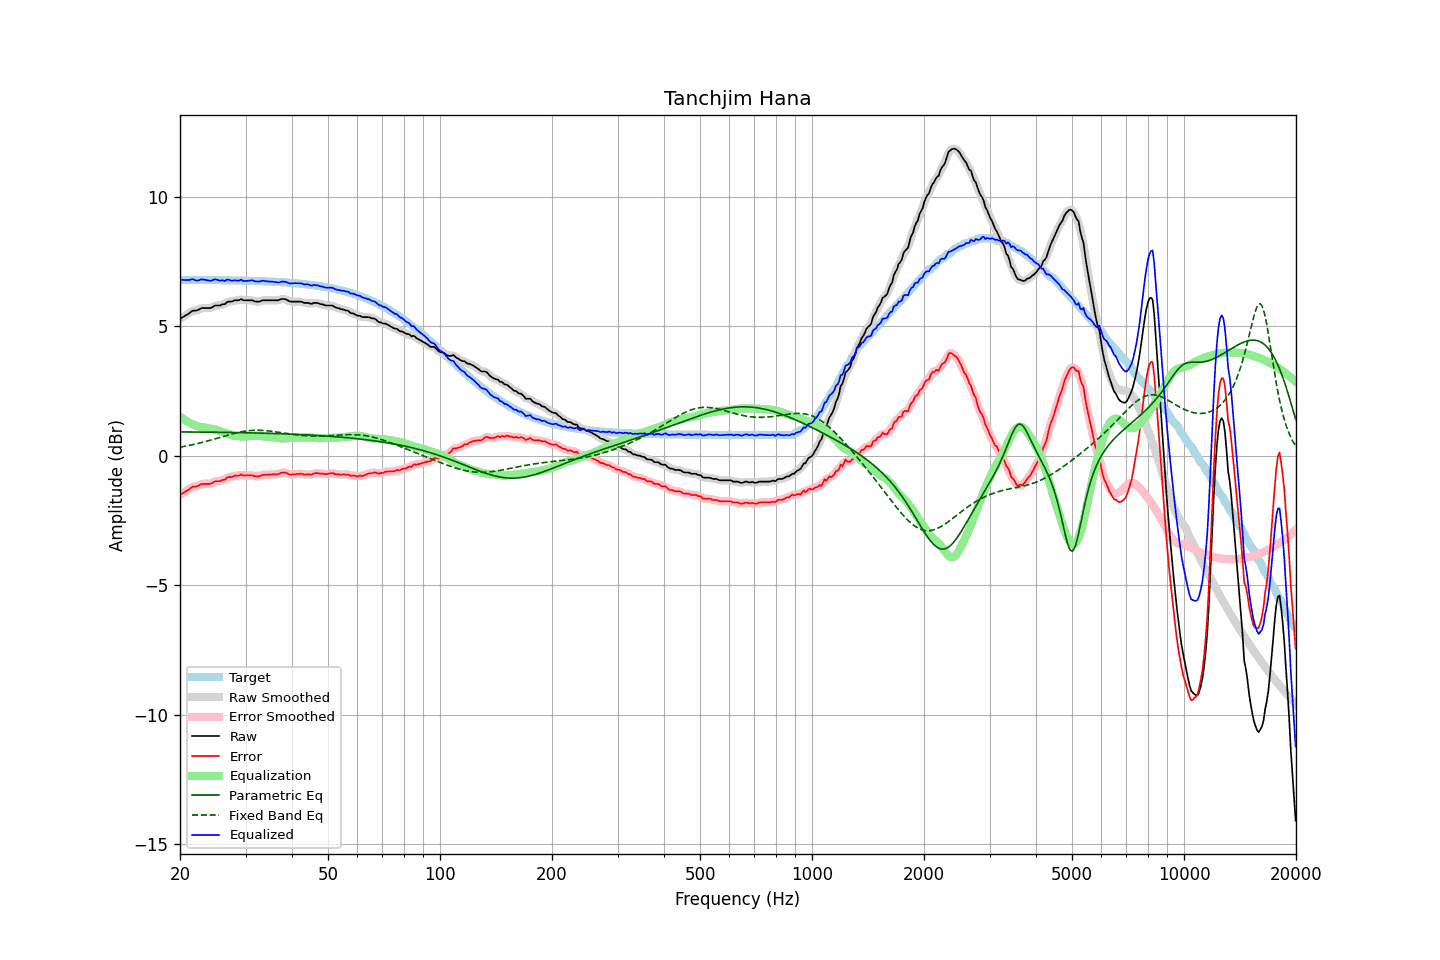 Tanchjim Hana
Amplitude (dBr)
10
5
0
−5
−10
−15
Target
Raw Smoothed
Error Smoothed
Raw
Error
Equalization
Parametric Eq
Fixed Band Eq
Equalized
20 50 100 200 500 1000 2000 5000 10000 20000
Frequency (Hz)